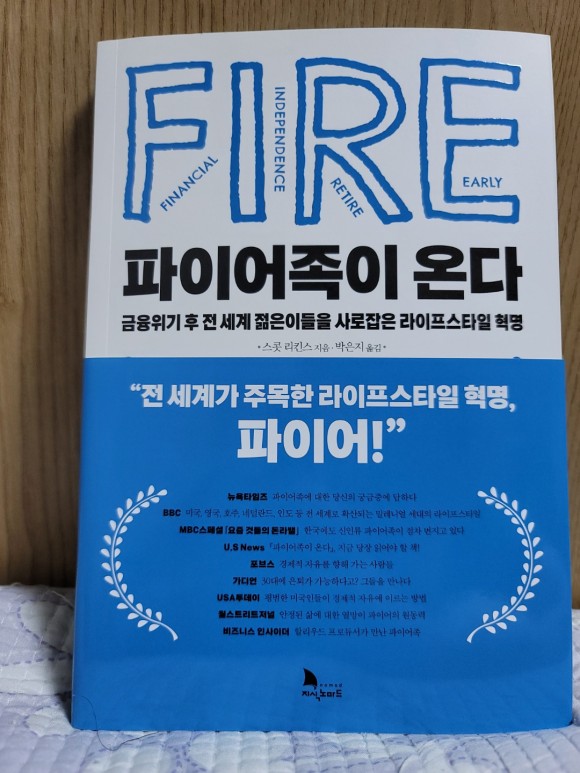 FIRE
FINANCIAL
INDEPENDENCE
RETIRE
EARLY
파이어족이 온다
금융위기 후 전 세계 젊은이들을 사로잡은 라이프스타일 혁명
• 스콧 리킨스 지음 · 박은지 옮김 •
“전 세계가 주목한 라이프스타일 혁명,
파이어!”
뉴욕타임즈 파이어족에 대한 당신의 궁금증에 답하다
BBC 미국, 영국, 호주, 네덜란드, 인도 등 전 세계로 확산되는 밀레니얼 세대의 라이프스타일
MBC스페셜 「요즘 것들의 돈라밸」 한국에도 신인류 파이어족이 점차 번지고 있다
U.S News 『파이어족이 온다』, 지금 당장 읽어야 할 책!
포브스 경제적 자유를 향해 가는 사람들
가디언 30대에 은퇴가 가능하다고? 그들을 만나다
USA투데이 평범한 미국인들이 경제적 자유에 이르는 방법
월스트리트저널 안정된 삶에 대한 열망이 파이어의 원동력
비즈니스 인사이더 할리우드 프로듀서가 만난 파이어족
nomad
지식노마드